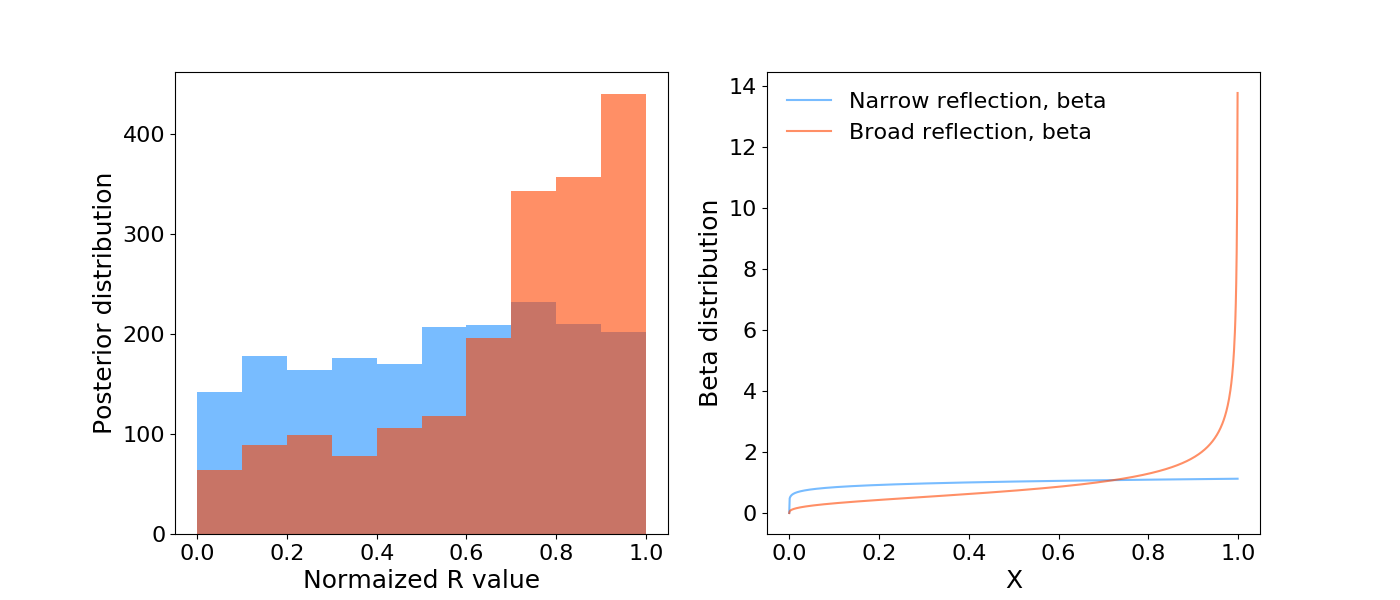 Posterior distribution
400
300
200
100
0
0.0 0.2 0.4 0.6 0.8 1.0
Normaized R value
Beta distribution
14
12
10
8
6
4
2
0
Narrow reflection, beta
Broad reflection, beta
0.0 0.2 0.4 0.6 0.8 1.0
X